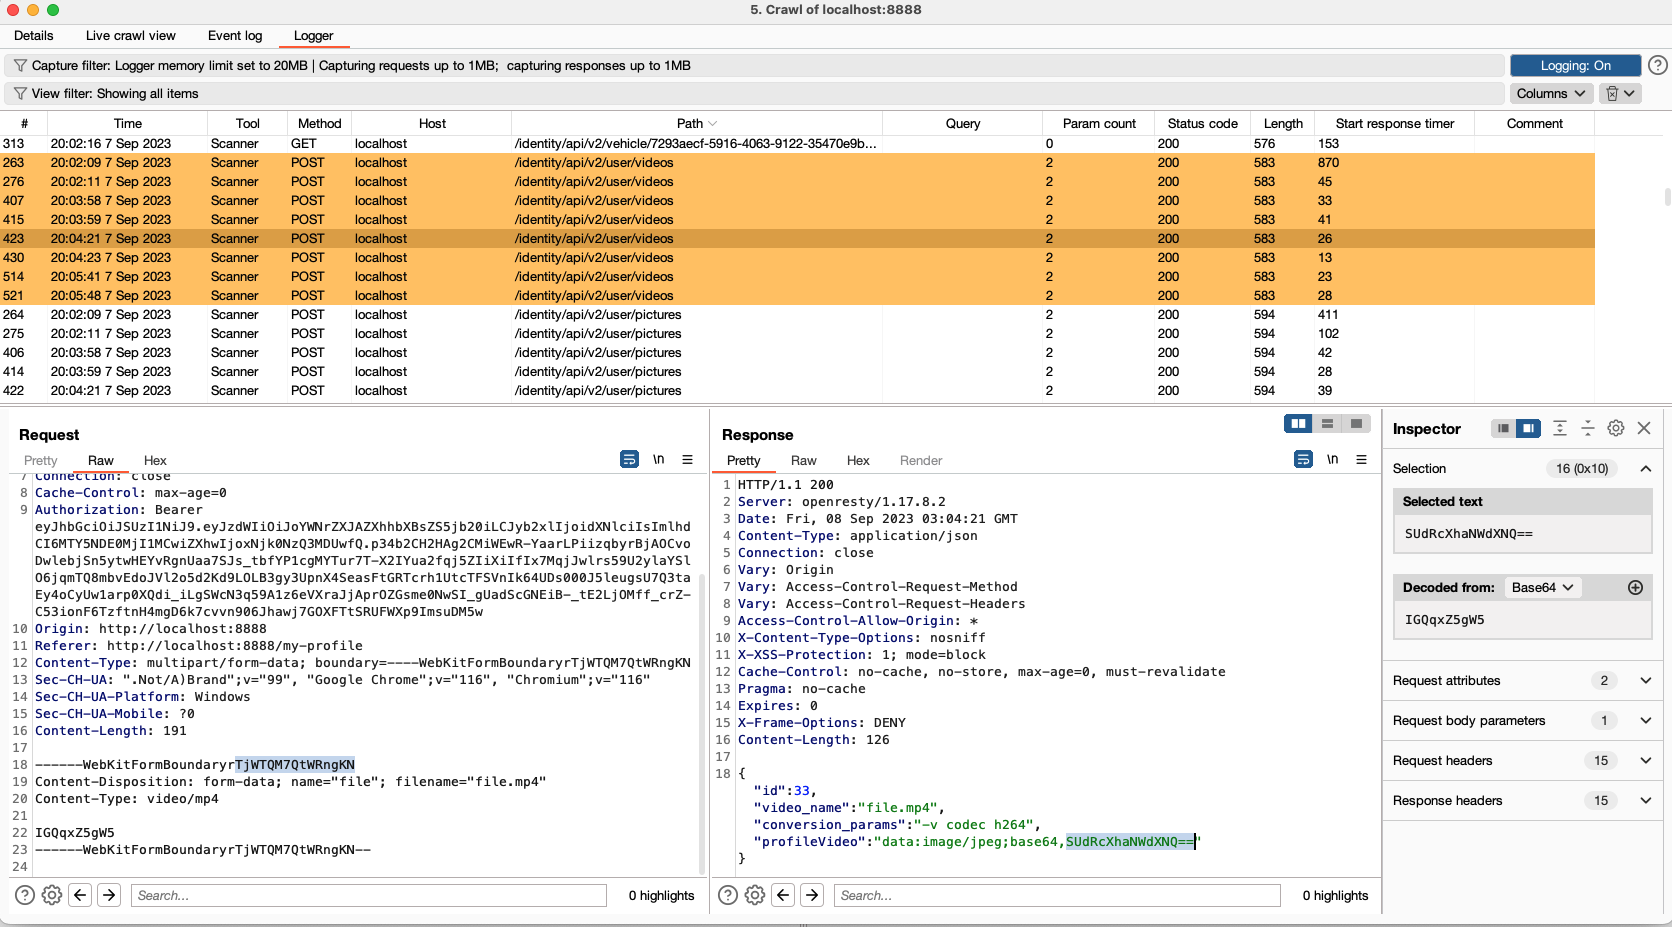 5. Crawl of localhost:8888
Details Live crawl view Event log Logger
Capture filter: Logger memory limit set to 20MB | Capturing requests up to 1MB; capturing responses up to 1MB Logging: On ?
View filter: Showing all items Columns
# Time Tool Method Host Path Query Param count Status code Length Start response timer Comment
313 20:02:16 7 Sep 2023 Scanner GET localhost /identity/api/v2/vehicle/7293aecf-5916-4063-9122-35470e9b... 0 200 576 153
263 20:02:09 7 Sep 2023 Scanner POST localhost /identity/api/v2/user/videos 2 200 583 870
276 20:02:11 7 Sep 2023 Scanner POST localhost /identity/api/v2/user/videos 2 200 583 45
407 20:03:58 7 Sep 2023 Scanner POST localhost /identity/api/v2/user/videos 2 200 583 33
415 20:03:59 7 Sep 2023 Scanner POST localhost /identity/api/v2/user/videos 2 200 583 41
423 20:04:21 7 Sep 2023 Scanner POST localhost /identity/api/v2/user/videos 2 200 583 26
430 20:04:23 7 Sep 2023 Scanner POST localhost /identity/api/v2/user/videos 2 200 583 13
514 20:05:41 7 Sep 2023 Scanner POST localhost /identity/api/v2/user/videos 2 200 583 23
521 20:05:48 7 Sep 2023 Scanner POST localhost /identity/api/v2/user/videos 2 200 583 28
264 20:02:09 7 Sep 2023 Scanner POST localhost /identity/api/v2/user/pictures 2 200 594 411
275 20:02:11 7 Sep 2023 Scanner POST localhost /identity/api/v2/user/pictures 2 200 594 102
406 20:03:58 7 Sep 2023 Scanner POST localhost /identity/api/v2/user/pictures 2 200 594 42
414 20:03:59 7 Sep 2023 Scanner POST localhost /identity/api/v2/user/pictures 2 200 594 28
422 20:04:21 7 Sep 2023 Scanner POST localhost /identity/api/v2/user/pictures 2 200 594 39
Request
Pretty Raw Hex \n
7 Connection: close
8 Cache-Control: max-age=0
9 Authorization: Bearer
eyJhbGciOiJSUzI1NiJ9.eyJzdWIiOiJoYWNrZXJAZXhhbXBsZS5jb20iLCJyb2xlIjoidXNlciIsImlhd
CI6MTY5NDE0MjI1MCwiZXhwIjoxNjk0NzQ3MDUwfQ.p34b2CH2HAg2CMiWEwR-YaarLPiizqbyrBjAOCvo
DwlebjSn5ytwHEYvRgnUaa7SJs_tbfYP1cgMYTur7T-X2IYua2fqj5ZIiXiIfIx7MqjJwlrs59U2ylaYSl
O6jqmTQ8mbvEdoJVl2o5d2Kd9LOLB3gy3UpnX4SeasFtGRTcrh1UtcTFSVnIk64UDs000J5leugsU7Q3ta
Ey4oCyUw1arp0XQdi_iLgSWcN3q59A1z6eVXraJjAprOZGsme0NwSI_gUadScGNEiB-_tE2LjOMff_crZ-
C53ionF6TzftnH4mgD6k7cvvn906Jhawj7GOXFTtSRUFWXp9ImsuDM5w
10 Origin: http://localhost:8888
11 Referer: http://localhost:8888/my-profile
12 Content-Type: multipart/form-data; boundary=----WebKitFormBoundaryrTjWTQM7QtWRngKN
13 Sec-CH-UA: ".Not/A)Brand";v="99", "Google Chrome";v="116", "Chromium";v="116"
14 Sec-CH-UA-Platform: Windows
15 Sec-CH-UA-Mobile: ?0
16 Content-Length: 191
17
18 ------WebKitFormBoundaryrTjWTQM7QtWRngKN
19 Content-Disposition: form-data; name="file"; filename="file.mp4"
20 Content-Type: video/mp4
21
22 IGQqxZ5gW5
23 ------WebKitFormBoundaryrTjWTQM7QtWRngKN--
24
? Search... 0 highlights
Response
Pretty Raw Hex Render \n
1 HTTP/1.1 200
2 Server: openresty/1.17.8.2
3 Date: Fri, 08 Sep 2023 03:04:21 GMT
4 Content-Type: application/json
5 Connection: close
6 Vary: Origin
7 Vary: Access-Control-Request-Method
8 Vary: Access-Control-Request-Headers
9 Access-Control-Allow-Origin: *
10 X-Content-Type-Options: nosniff
11 X-XSS-Protection: 1; mode=block
12 Cache-Control: no-cache, no-store, max-age=0, must-revalidate
13 Pragma: no-cache
14 Expires: 0
15 X-Frame-Options: DENY
16 Content-Length: 126
17
18 {
"id":33,
"video_name":"file.mp4",
"conversion_params":"-v codec h264",
"profileVideo":"data:image/jpeg;base64,SUdRcXhaNWdXNQ=="
}
? Search... 0 highlights
Inspector
Selection 16 (0x10)
Selected text
SUdRcXhaNWdXNQ==
Decoded from: Base64
IGQqxZ5gW5
Request attributes 2
Request body parameters 1
Request headers 15
Response headers 15